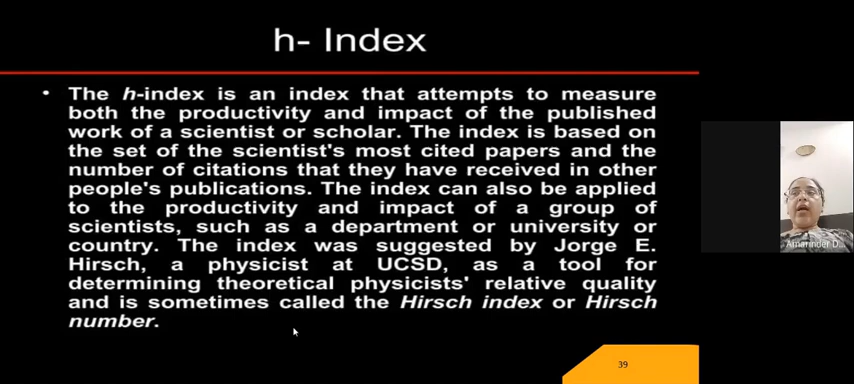 h- Index
• The h-index is an index that attempts to measure
both the productivity and impact of the published
work of a scientist or scholar. The index is based on
the set of the scientist's most cited papers and the
number of citations that they have received in other
people's publications. The index can also be applied
to the productivity and impact of a group of
scientists, such as a department or university or
country. The index was suggested by Jorge E.
Hirsch, a physicist at UCSD, as a tool for
determining theoretical physicists' relative quality
and is sometimes called the Hirsch index or Hirsch
number.
Amarinder D...
39